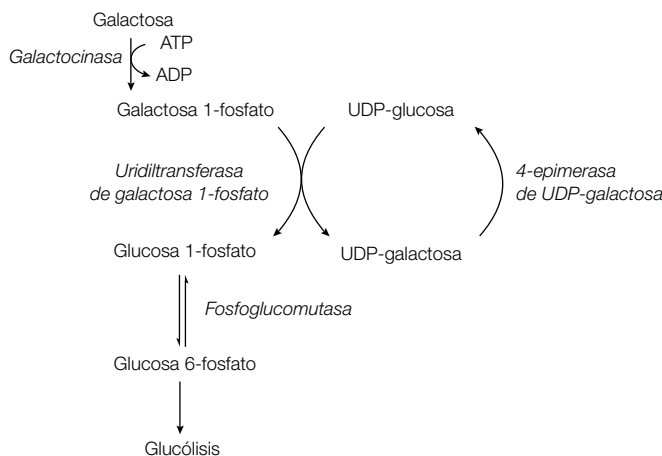 Galactosa
Galactocinasa
ATP
ADP
Galactosa 1-fosfato
UDP-glucosa
Uridiltransferasa
de galactosa 1-fosfato
4-epimerasa
de UDP-galactosa
Glucosa 1-fosfato
UDP-galactosa
Fosfoglucomutasa
Glucosa 6-fosfato
Glucólisis